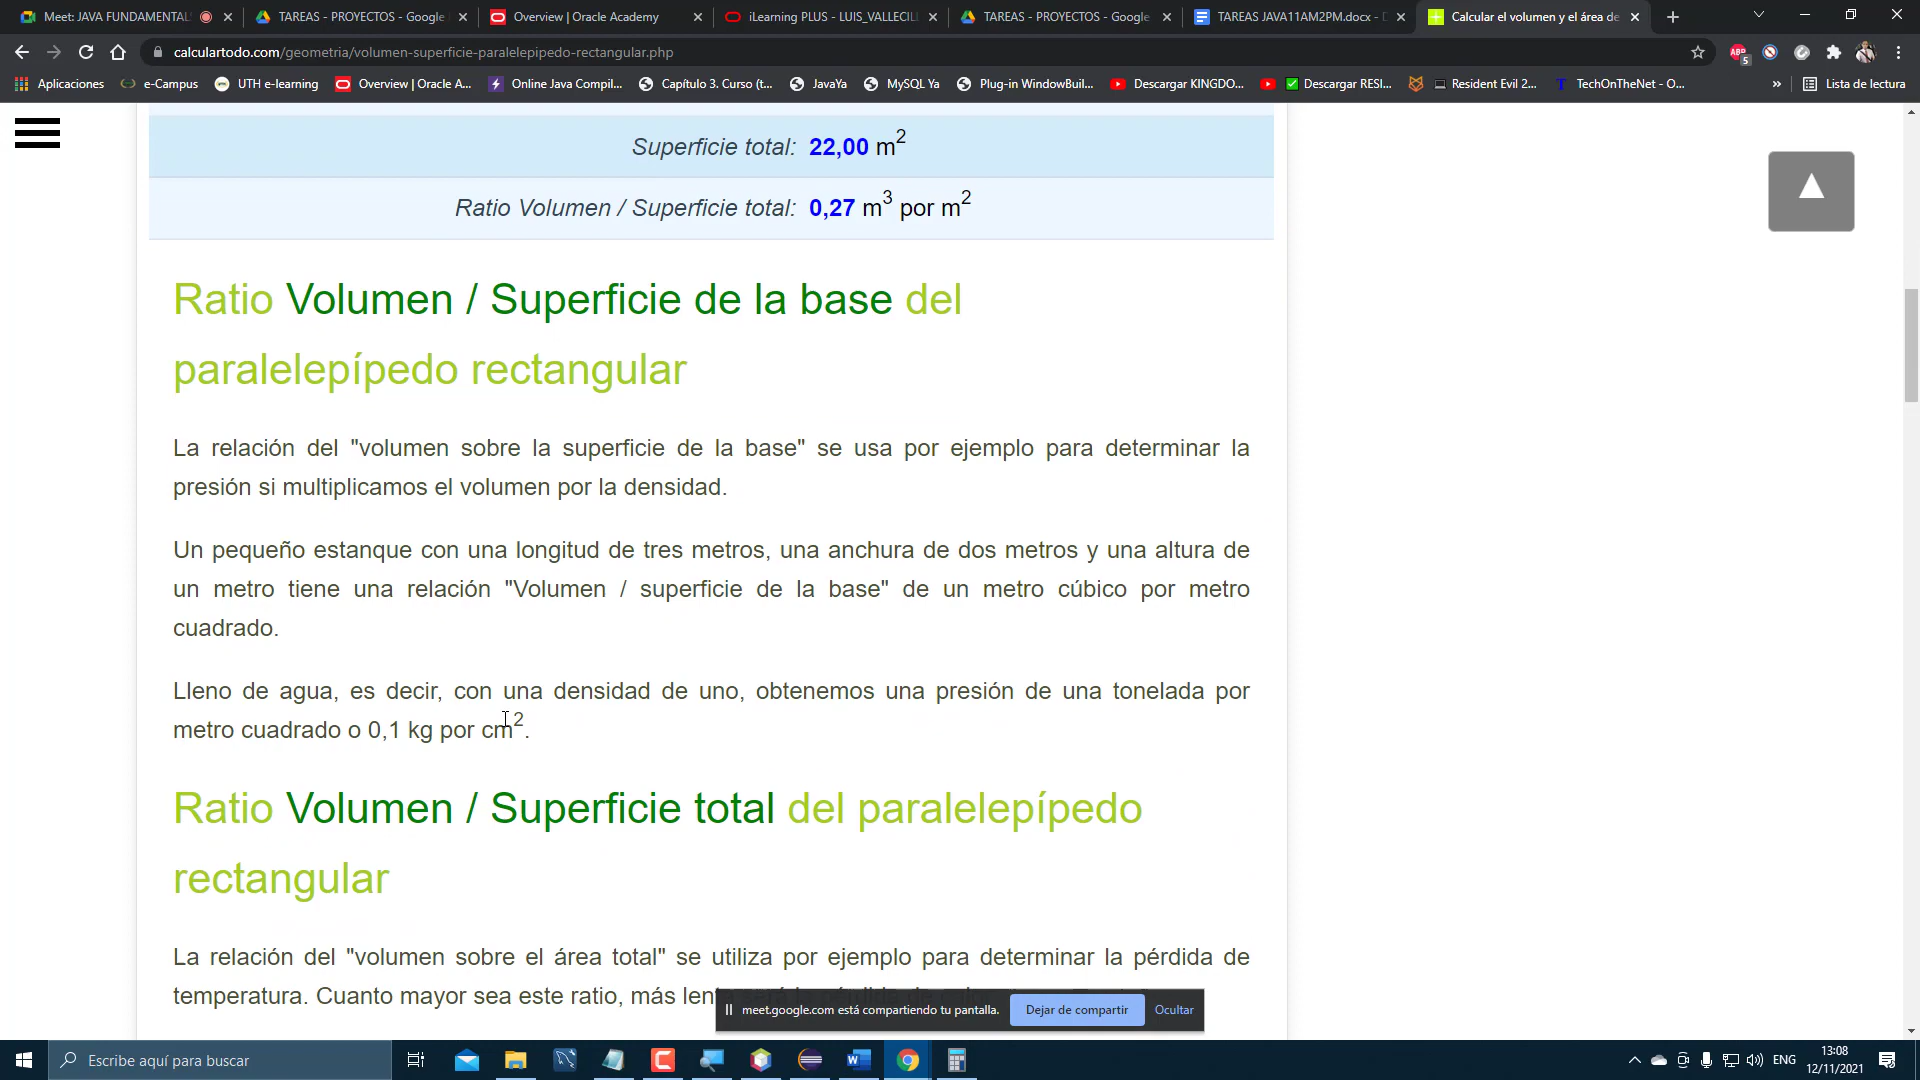 Meet: JAVA FUNDAMENTAL
TAREAS - PROYECTOS - Google
Overview | Oracle Academy
iLearning PLUS - LUIS_VALLECIL
TAREAS - PROYECTOS - Google
TAREAS JAVA11AM2PM.docx - D
Calcular el volumen y el área de
calculartodo.com/geometria/volumen-superficie-paralelepipedo-rectangular.php
ABP
5
Aplicaciones
e-Campus
UTH e-learning
Overview | Oracle A...
Online Java Compil...
Capítulo 3. Curso (t...
JavaYa
MySQL Ya
Plug-in WindowBuil...
Descargar KINGDO...
Descargar RESI...
Resident Evil 2...
TechOnTheNet - O...
»
Lista de lectura
Superficie total: 22,00 m2
Ratio Volumen / Superficie total: 0,27 m3 por m2
Ratio Volumen / Superficie de la base del
paralelepípedo rectangular
La relación del "volumen sobre la superficie de la base" se usa por ejemplo para determinar la
presión si multiplicamos el volumen por la densidad.
Un pequeño estanque con una longitud de tres metros, una anchura de dos metros y una altura de
un metro tiene una relación "Volumen / superficie de la base" de un metro cúbico por metro
cuadrado.
Lleno de agua, es decir, con una densidad de uno, obtenemos una presión de una tonelada por
metro cuadrado o 0,1 kg por cm2.
Ratio Volumen / Superficie total del paralelepípedo
rectangular
La relación del "volumen sobre el área total" se utiliza por ejemplo para determinar la pérdida de
temperatura. Cuanto mayor sea este ratio, más
meet.google.com está compartiendo tu pantalla.
Dejar de compartir
Ocultar
Escribe aquí para buscar
ENG
13:08
12/11/2021